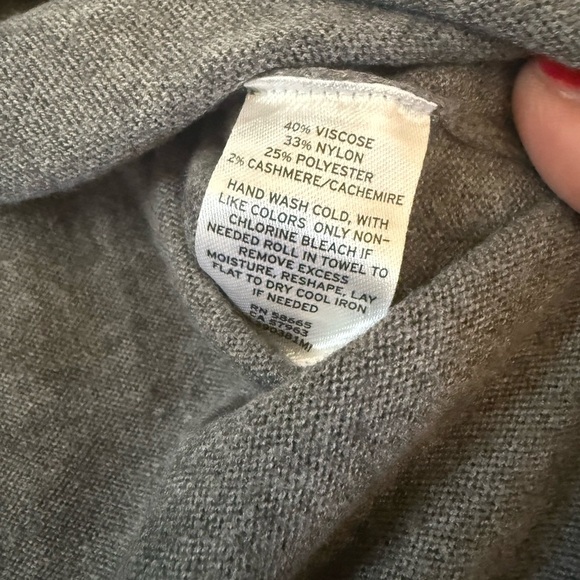 40% VISCOSE
33% NYLON
25% POLYESTER
2% CASHMERE/CACHEMIRE
HAND WASH COLD, WITH
LIKE COLORS ONLY NON-
CHLORINE BLEACH IF
NEEDED ROLL IN TOWEL TO
REMOVE EXCESS
MOISTURE, RESHAPE, LAY
FLAT TO DRY COOL IRON
IF NEEDED
RN 58665
CA 57963